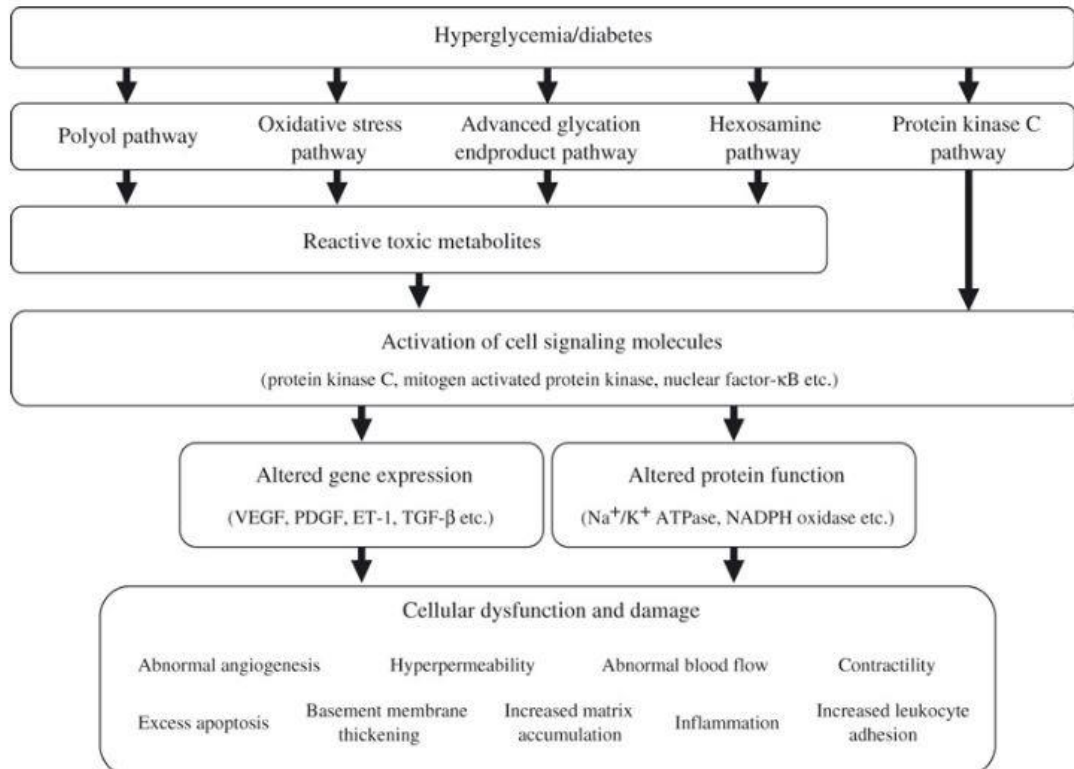 Hyperglycemia/diabetes
Polyol pathway
Oxidative stress
pathway
Advanced glycation
endproduct pathway
Hexosamine
pathway
Protein kinase C
pathway
Reactive toxic metabolites
Activation of cell signaling molecules
(protein kinase C, mitogen activated protein kinase, nuclear factor-κB etc.)
Altered gene expression
(VEGF, PDGF, ET-1, TGF-β etc.)
Altered protein function
(Na⁺/K⁺ ATPase, NADPH oxidase etc.)
Cellular dysfunction and damage
Abnormal angiogenesis
Hyperpermeability
Abnormal blood flow
Contractility
Excess apoptosis
Basement membrane
thickening
Increased matrix
accumulation
Inflammation
Increased leukocyte
adhesion